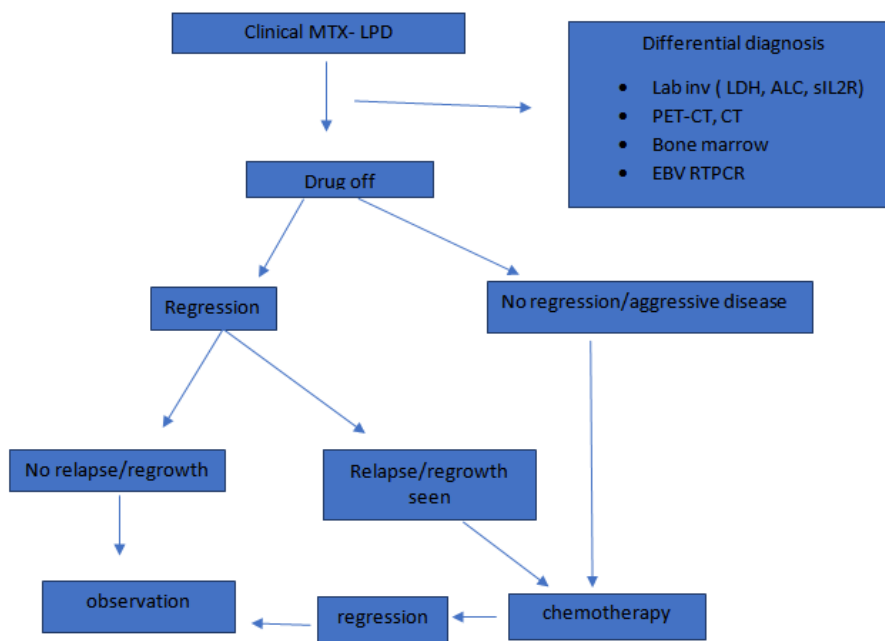 Clinical MTX- LPD
Differential diagnosis
• Lab inv ( LDH, ALC, sIL2R)
• PET-CT, CT
• Bone marrow
• EBV RTPCR
Drug off
Regression
No regression/aggressive disease
No relapse/regrowth
Relapse/regrowth
seen
observation
regression
chemotherapy